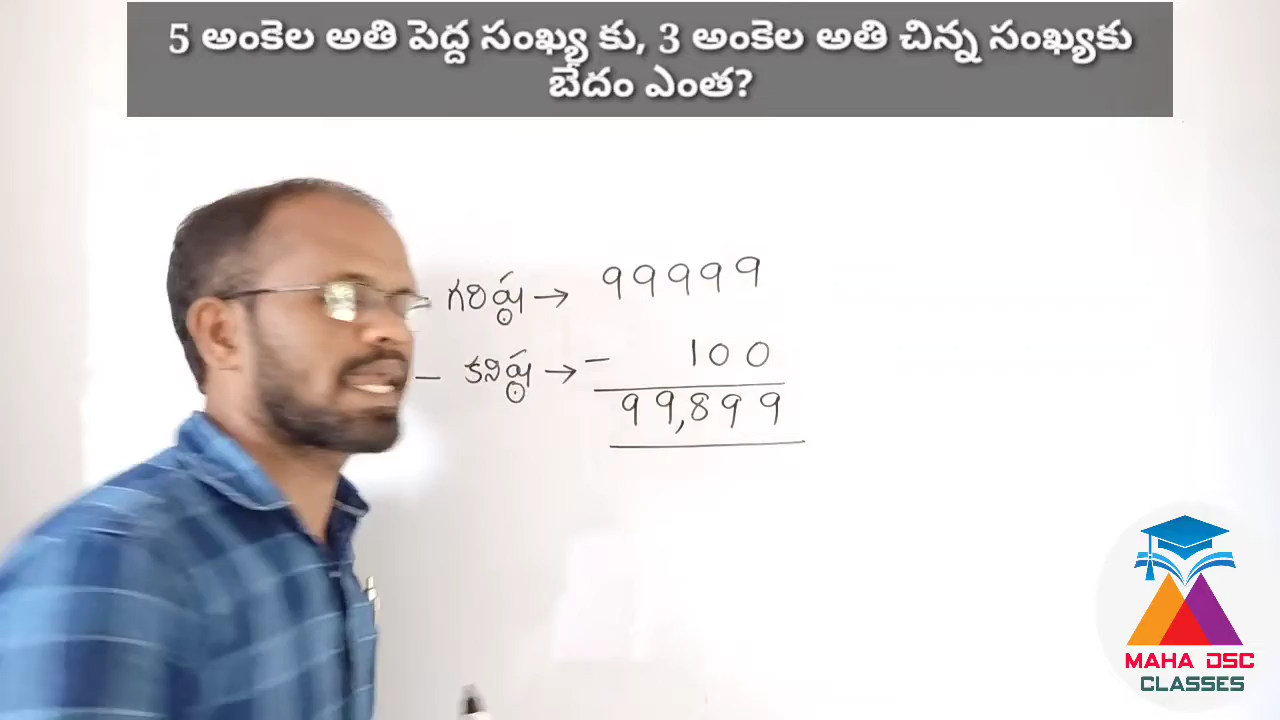 5 అంకెల అతి పెద్ద సంఖ్య కు, 3 అంకెల అతి చిన్న సంఖ్యకు
బేదం ఎంత?
గరిష్ఠ → 99999
– కనిష్ఠ → – 100
99,899
MAHA DSC
CLASSES